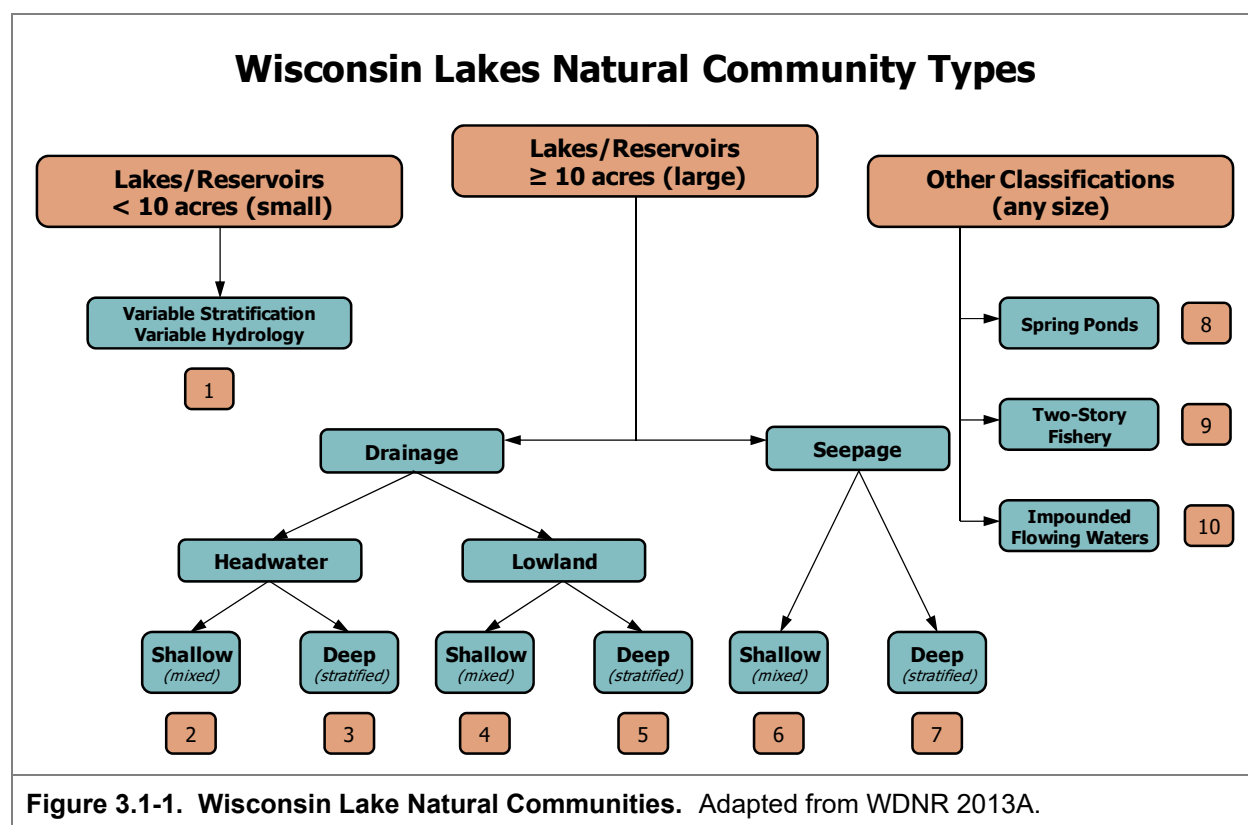 Wisconsin Lakes Natural Community Types
Lakes/Reservoirs
< 10 acres (small)
Lakes/Reservoirs
≥ 10 acres (large)
Other Classifications
(any size)
Variable Stratification
Variable Hydrology
1
Spring Ponds
8
Two-Story
Fishery
9
Impounded
Flowing Waters
10
Drainage
Seepage
Headwater
Lowland
Shallow
(mixed)
Deep
(stratified)
Shallow
(mixed)
Deep
(stratified)
Shallow
(mixed)
Deep
(stratified)
2
3
4
5
6
7
Figure 3.1-1. Wisconsin Lake Natural Communities. Adapted from WDNR 2013A.